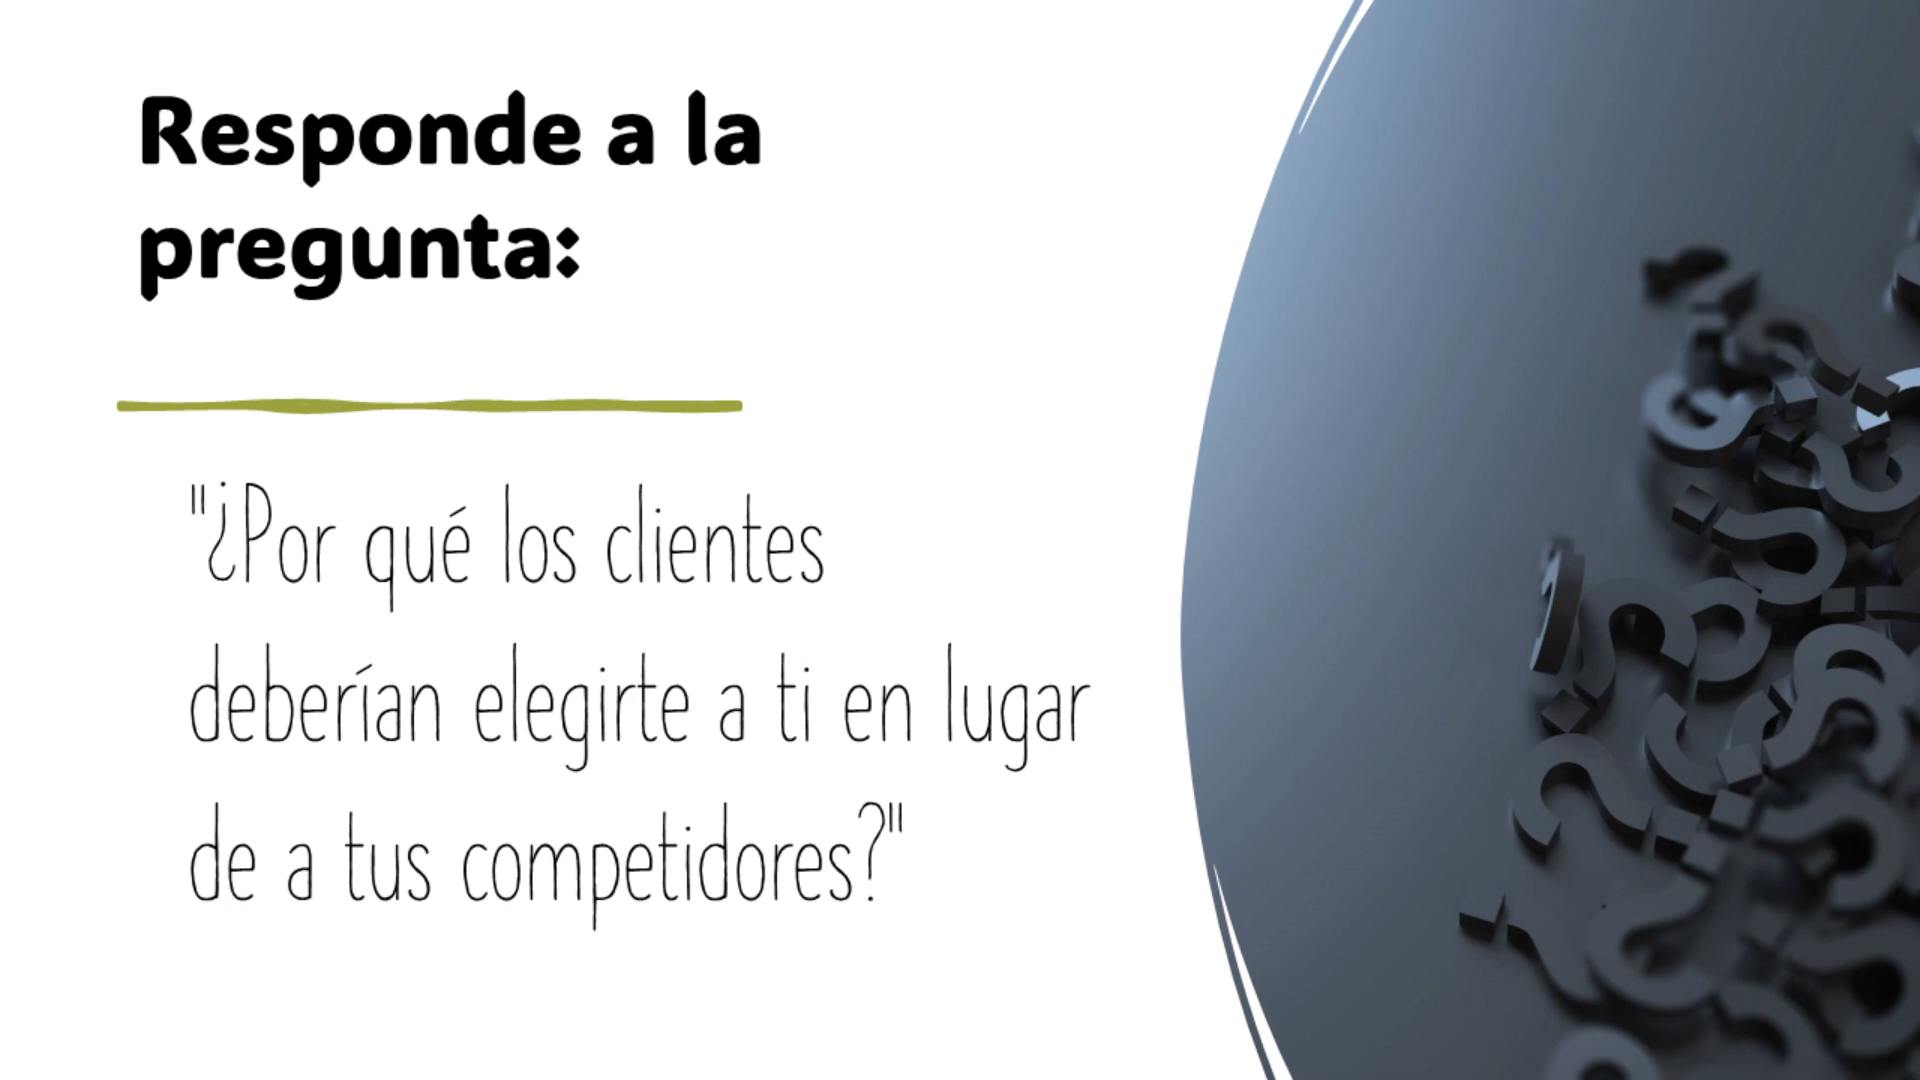 Responde a la
pregunta:
"¿Por qué los clientes
deberían elegirte a ti en lugar
de a tus competidores?"